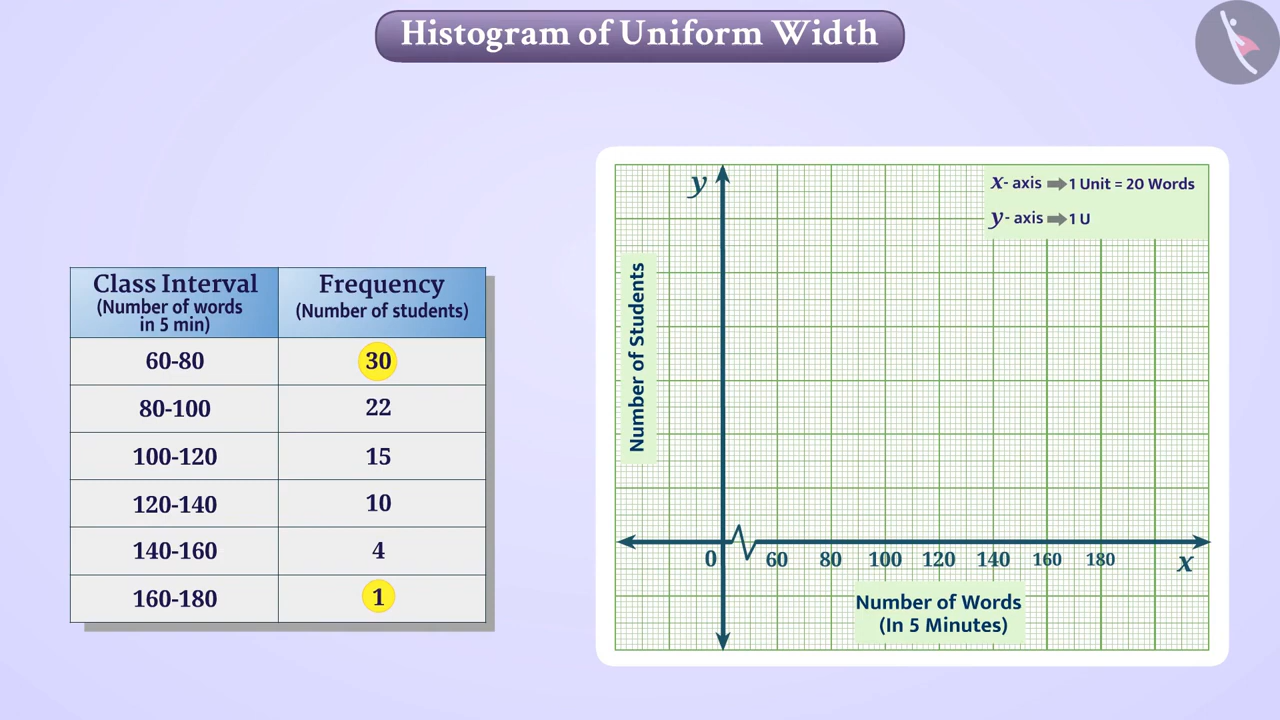 Histogram of Uniform Width
Class Interval
(Number of words
in 5 min)
Frequency
(Number of students)
60-80 30
80-100 22
100-120 15
120-140 10
140-160 4
160-180 1
y
x- axis ➡ 1 Unit = 20 Words
y- axis ➡ 1 U
Number of Students
0 60 80 100 120 140 160 180 x
Number of Words
(In 5 Minutes)